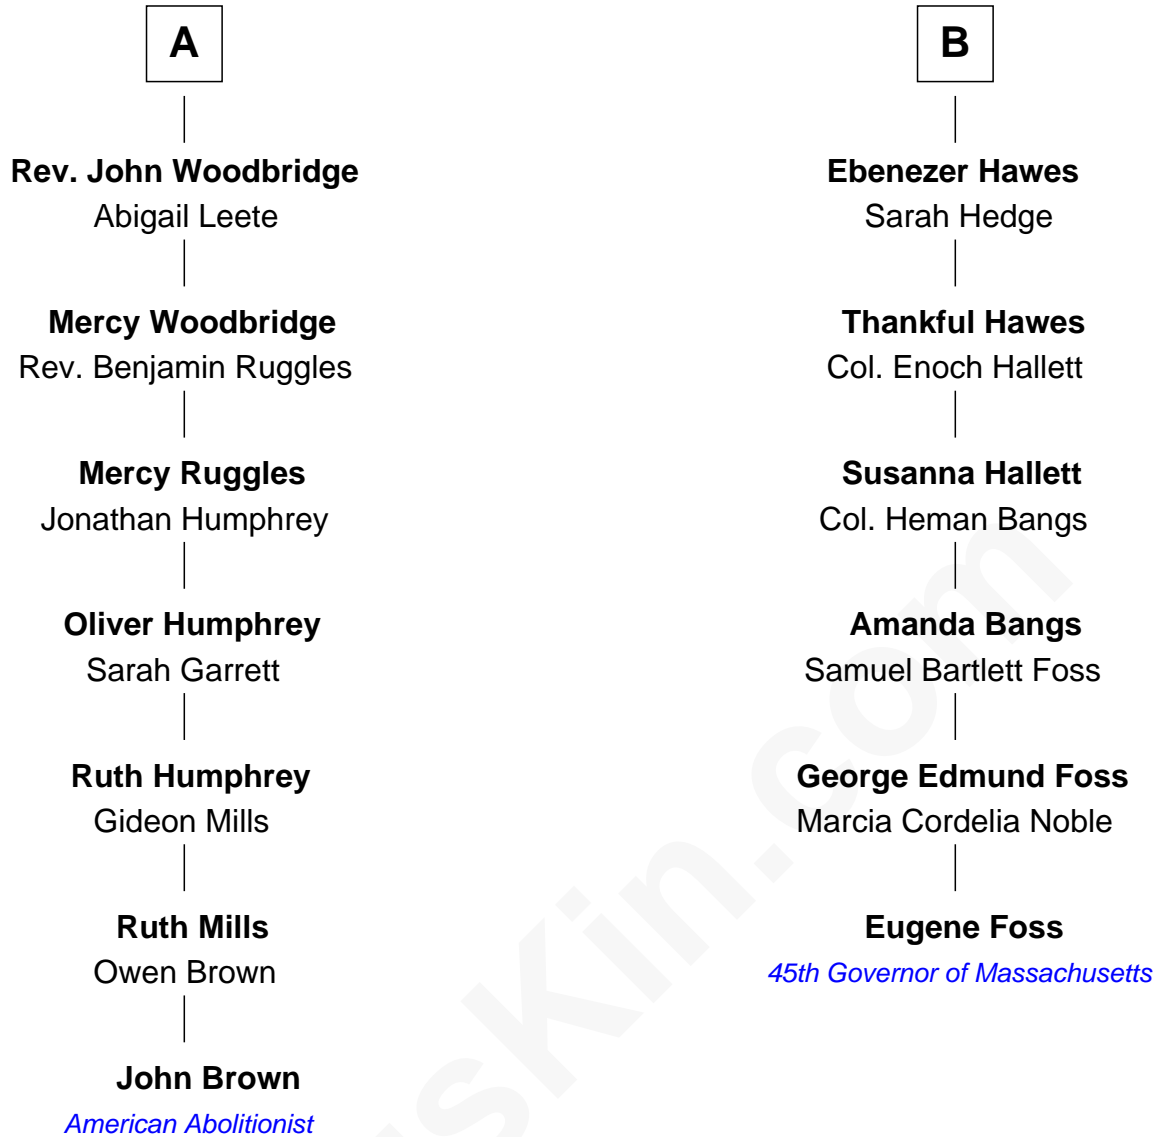 A
Rev. John Woodbridge
Abigail Leete
Mercy Woodbridge
Rev. Benjamin Ruggles
Mercy Ruggles
Jonathan Humphrey
Oliver Humphrey
Sarah Garrett
Ruth Humphrey
Gideon Mills
Ruth Mills
Owen Brown
John Brown
American Abolitionist
B
Ebenezer Hawes
Sarah Hedge
Thankful Hawes
Col. Enoch Hallett
Susanna Hallett
Col. Heman Bangs
Amanda Bangs
Samuel Bartlett Foss
George Edmund Foss
Marcia Cordelia Noble
Eugene Foss
45th Governor of Massachusetts
sKin.com